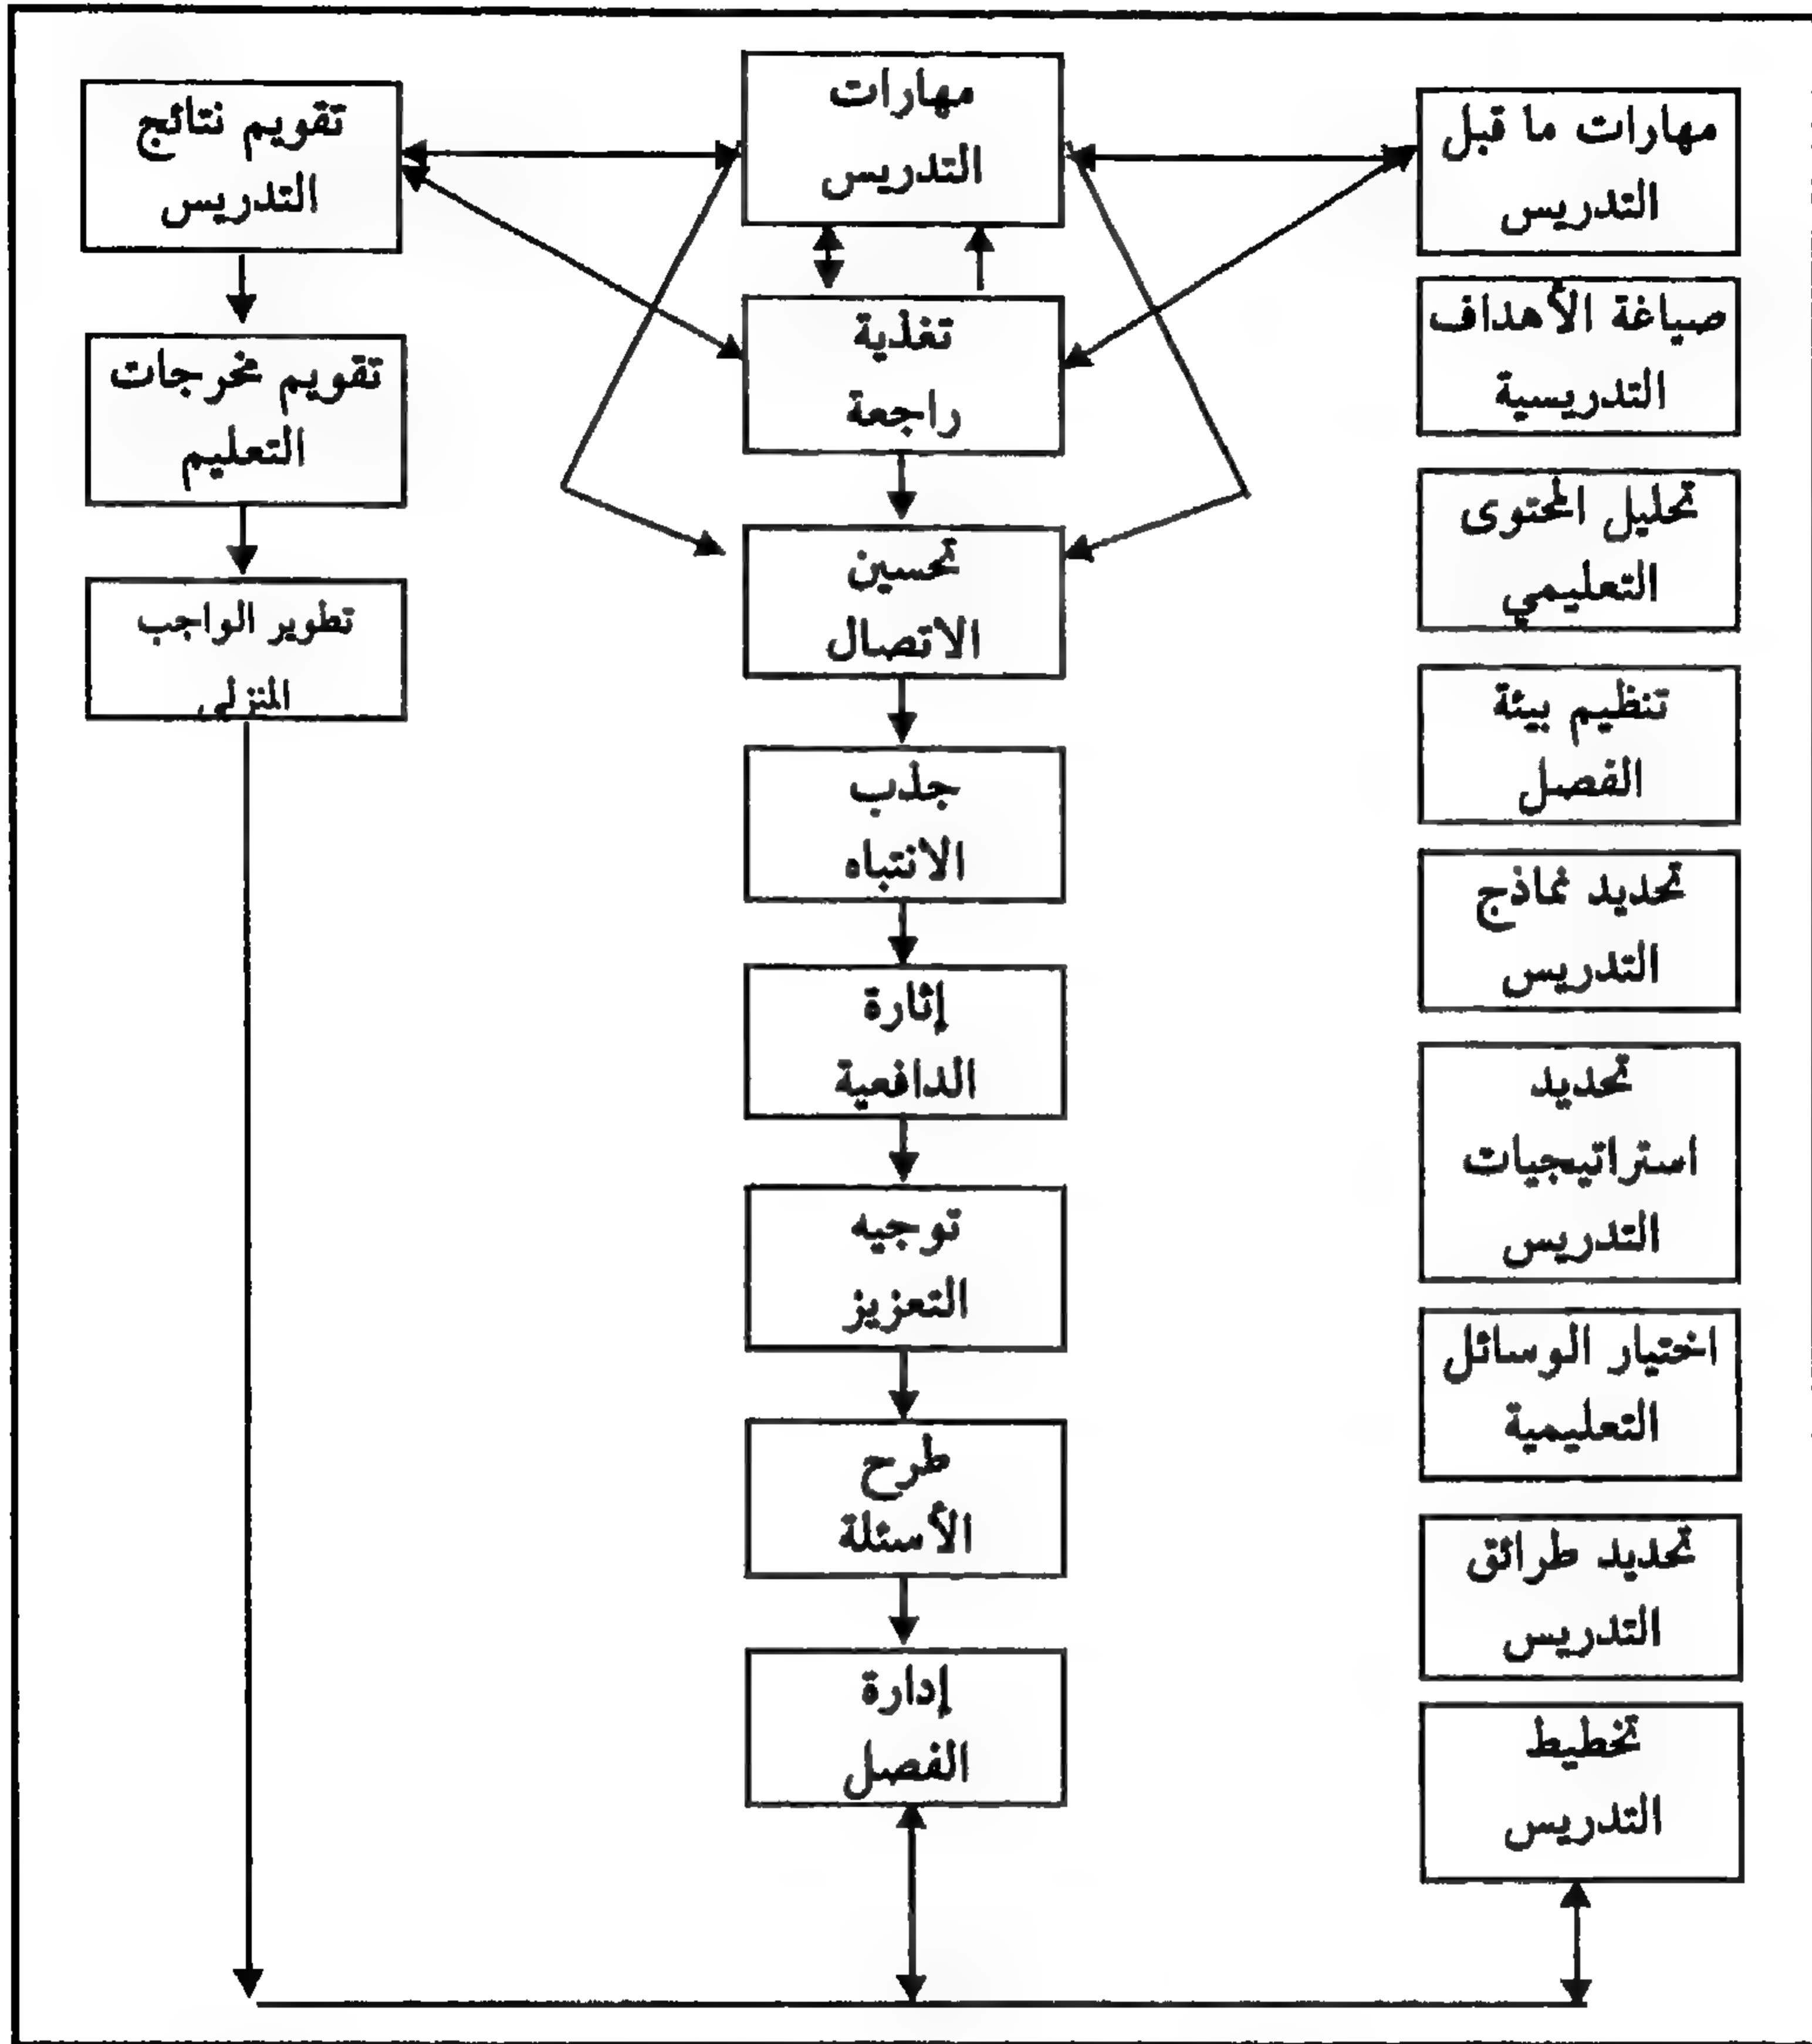 مهارات ما قبل
التدريس
صياغة الأهداف
التدريسية
تحليل المحتوى
التعليمي
تنظيم بيئة
الفصل
تحديد نماذج
التدريس
تحديد
استراتيجيات
التدريس
اختيار الوسائل
التعليمية
تحديد طرائق
التدريس
تخطيط
التدريس
مهارات
التدريس
تغذية
راجعة
تحسين
الاتصال
جذب
الانتباه
إثارة
الدافعية
توجيه
التعزيز
طرح
الأسئلة
إدارة
الفصل
تقويم نتائج
التدريس
تقويم مخرجات
التعليم
تطوير الواجب
المنزلي